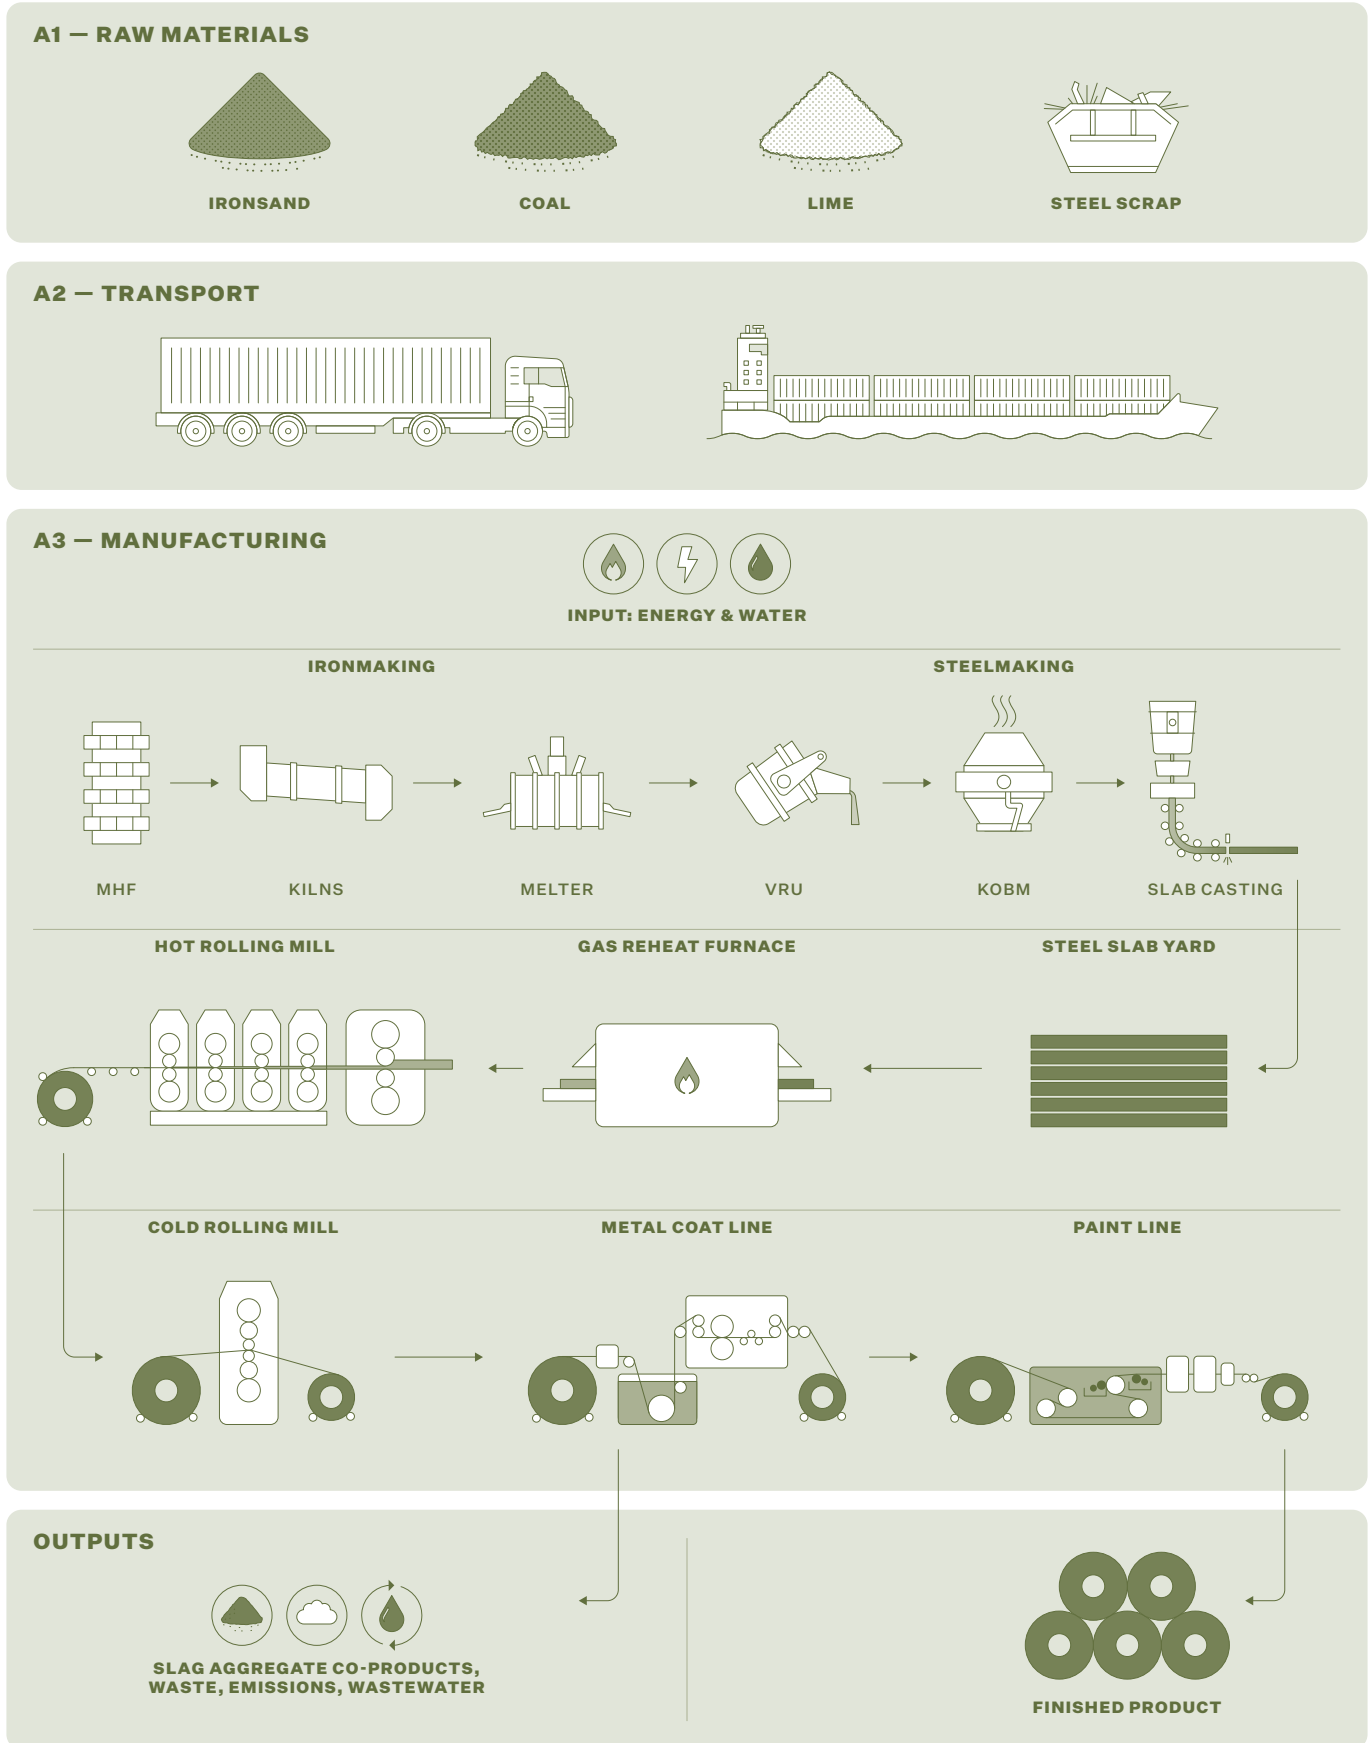 A1 — RAW MATERIALS
IRONSAND
COAL
LIME
STEEL SCRAP
A2 — TRANSPORT
A3 — MANUFACTURING
INPUT: ENERGY & WATER
IRONMAKING
STEELMAKING
MHF
KILNS
MELTER
VRU
KOBM
SLAB CASTING
HOT ROLLING MILL
GAS REHEAT FURNACE
STEEL SLAB YARD
COLD ROLLING MILL
METAL COAT LINE
PAINT LINE
OUTPUTS
SLAG AGGREGATE CO-PRODUCTS,
WASTE, EMISSIONS, WASTEWATER
FINISHED PRODUCT